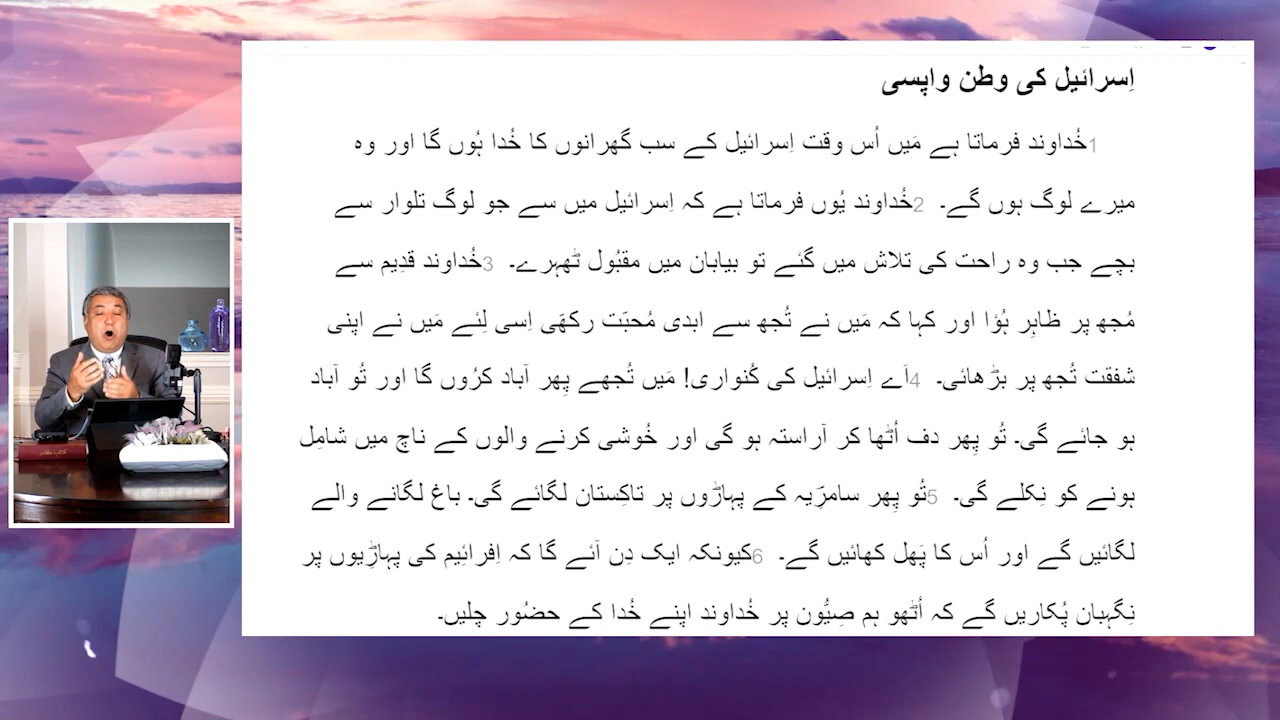 اِسرائیل کی وطن واپسی
1خُداوند فرماتا ہے مَیں اُس وقت اِسرائیل کے سب گھرانوں کا خُدا ہُوں گا اور وہ
میرے لوگ ہوں گے۔ 2خُداوند یُوں فرماتا ہے کہ اِسرائیل میں سے جو لوگ تلوار سے
بچے جب وہ راحت کی تلاش میں گئے تو بیابان میں مقبُول ٹھہرے۔ 3خُداوند قدِیم سے
مُجھ پر ظاہِر ہُؤا اور کہا کہ مَیں نے تُجھ سے ابدی مُحبّت رکھّی اِسی لِئے مَیں نے اپنی
شفقت تُجھ پر بڑھائی۔ 4اَے اِسرائیل کی کُنواری! مَیں تُجھے پِھر آباد کرُوں گا اور تُو آباد
ہو جائے گی۔ تُو پِھر دف اُٹھا کر آراستہ ہو گی اور خُوشی کرنے والوں کے ناچ میں شامِل
ہونے کو نِکلے گی۔ 5تُو پِھر سامرؔیہ کے پہاڑوں پر تاکِستان لگائے گی۔ باغ لگانے والے
لگائیں گے اور اُس کا پَھل کھائیں گے۔ 6کیونکہ ایک دِن آئے گا کہ اِفرائیِم کی پہاڑِیوں پر
نِگہبان پُکاریں گے کہ اُٹھو ہم صِیُّون پر خُداوند اپنے خُدا کے حضُور چلیں۔
کتاب مقدس